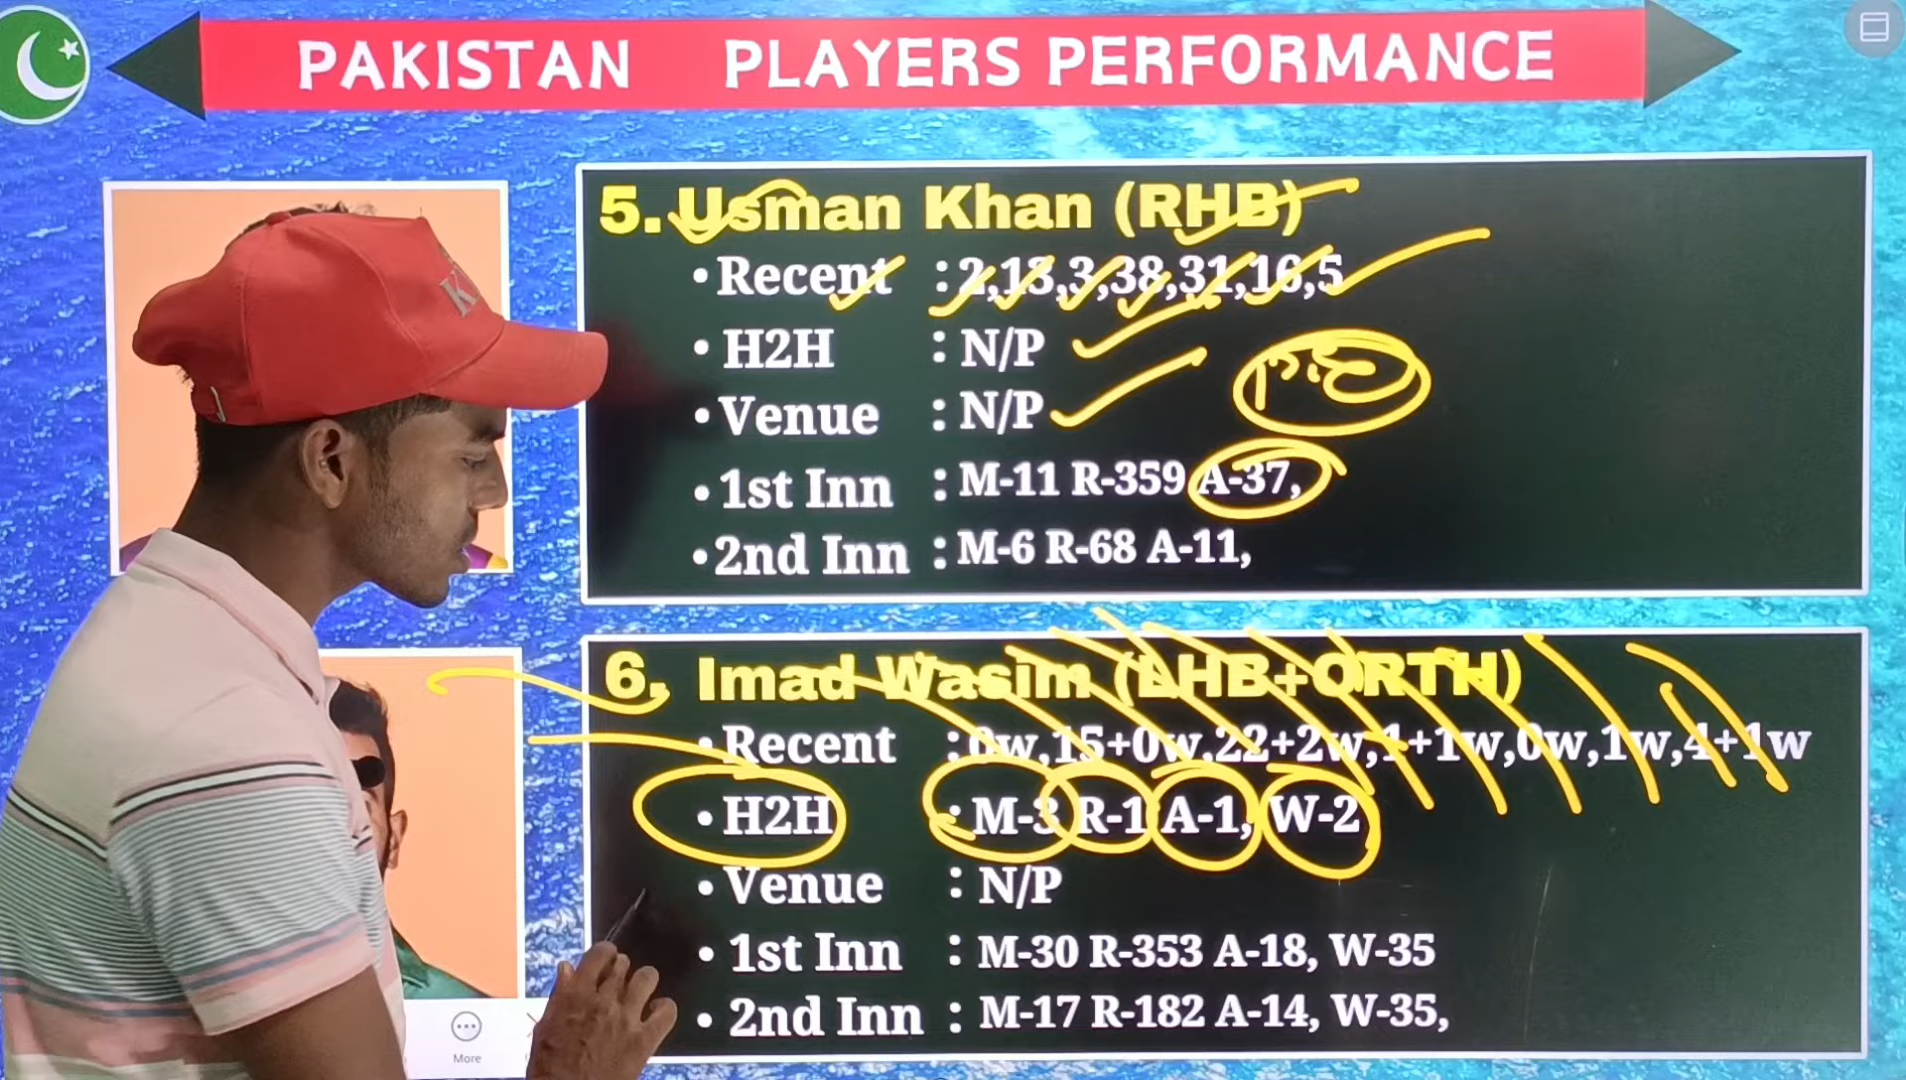 PAKISTAN PLAYERS PERFORMANCE
5. Usman Khan (RHB)
• Recent : 2,13,3,38,31,16,5
• H2H : N/P
• Venue : N/P
• 1st Inn : M-11 R-359 A-37,
• 2nd Inn : M-6 R-68 A-11,
6. Imad Wasim (LHB+ORTH)
• Recent : 0w,15+0w,22+2w,1+1w,0w,1w,4+1w
• H2H : M-3 R-1 A-1, W-2
• Venue : N/P
• 1st Inn : M-30 R-353 A-18, W-35
• 2nd Inn : M-17 R-182 A-14, W-35,
More